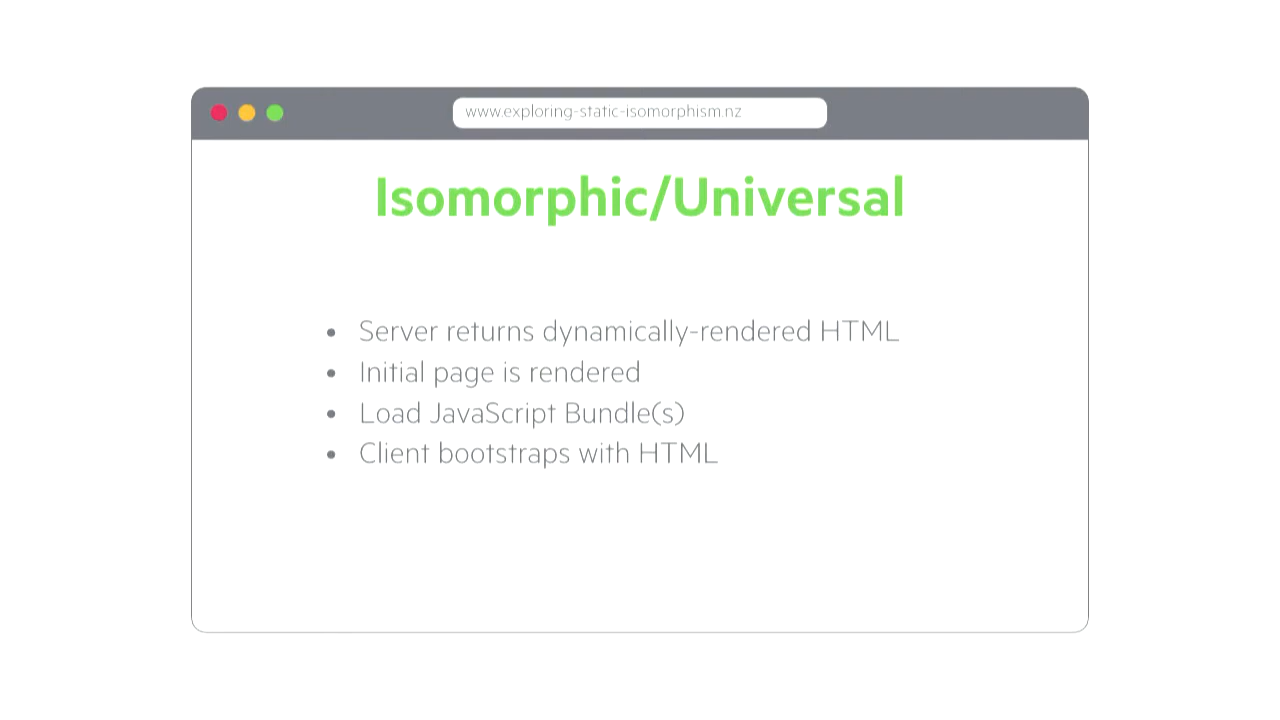 www.exploring-static-isomorphism.nz
Isomorphic/Universal
• Server returns dynamically-rendered HTML
• Initial page is rendered
• Load JavaScript Bundle(s)
• Client bootstraps with HTML